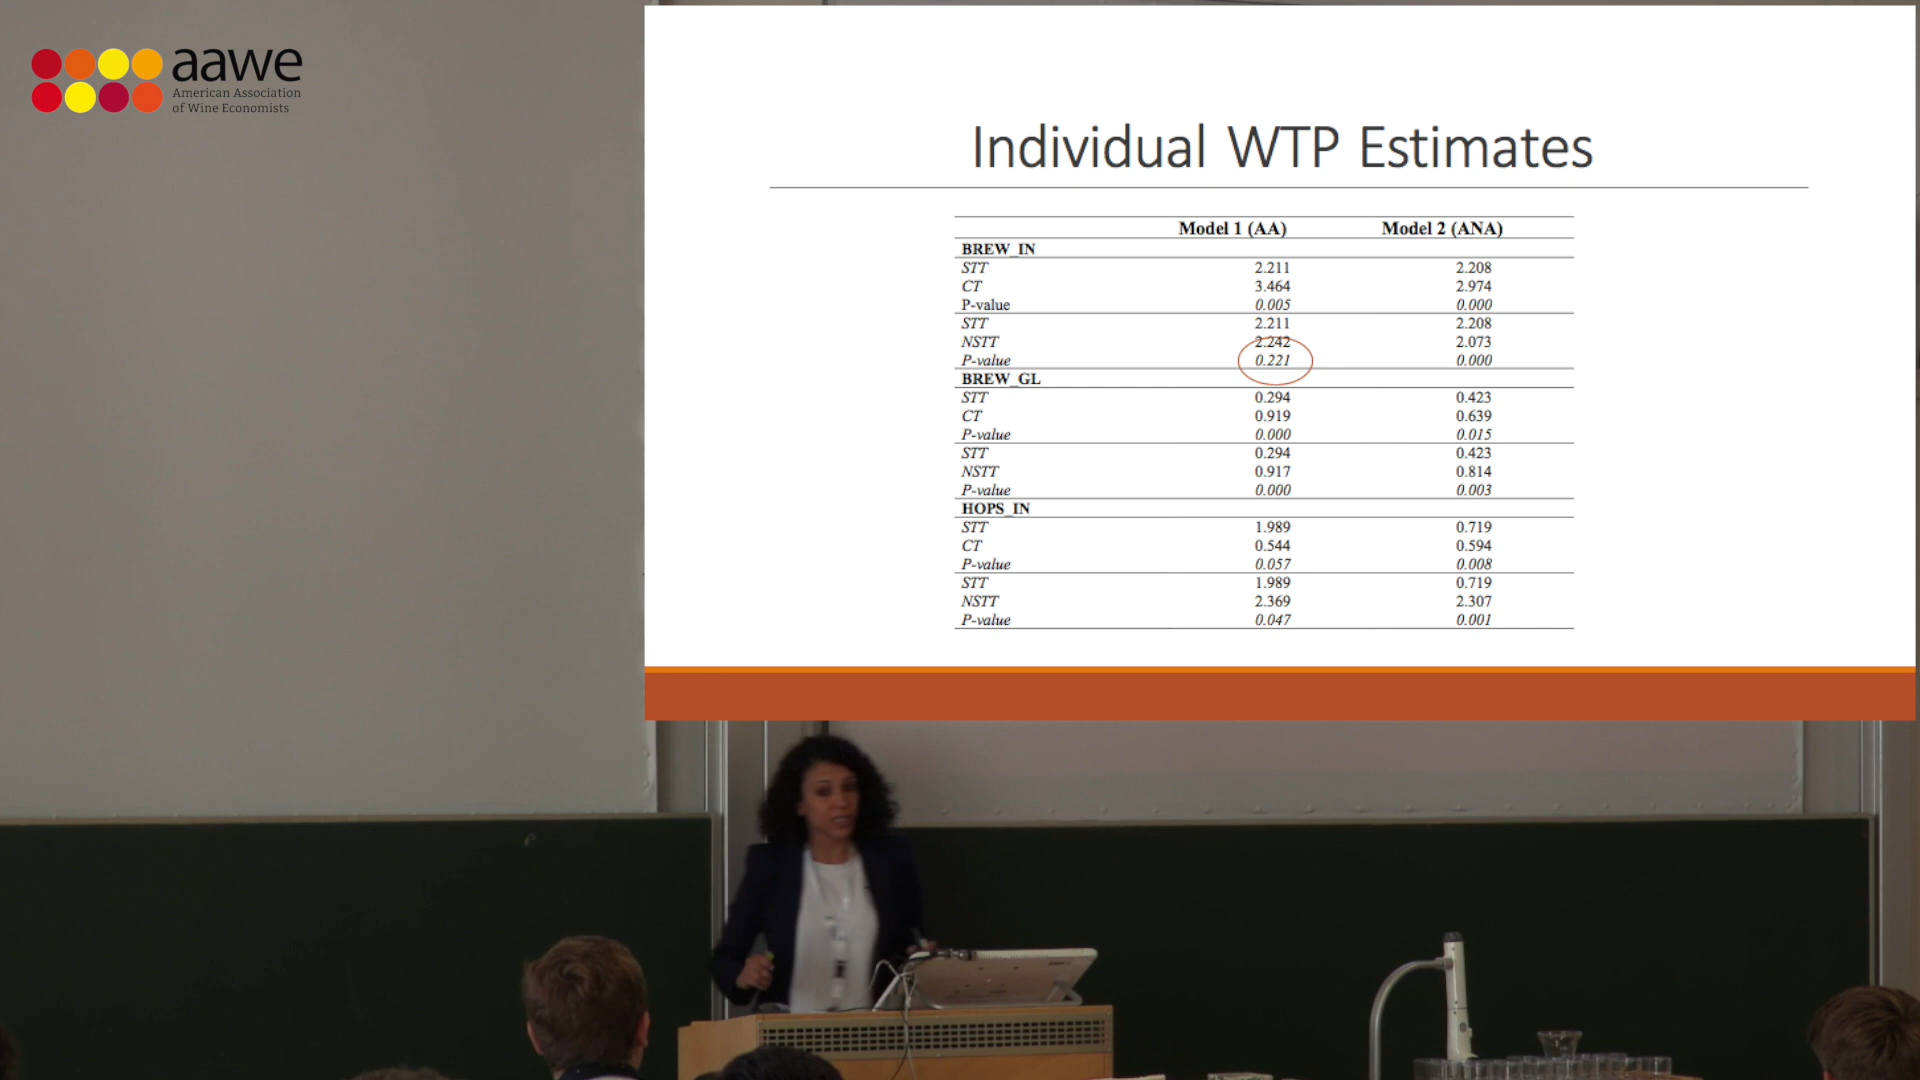 aawe
American Association
of Wine Economists
Individual WTP Estimates
Model 1 (AA) Model 2 (ANA)
BREW_IN
STT 2.211 2.208
CT 3.464 2.974
P-value 0.005 0.000
STT 2.211 2.208
NSTT 2.242 2.073
P-value 0.221 0.000
BREW_GL
STT 0.294 0.423
CT 0.919 0.639
P-value 0.000 0.015
STT 0.294 0.423
NSTT 0.917 0.814
P-value 0.000 0.003
HOPS_IN
STT 1.989 0.719
CT 0.544 0.594
P-value 0.057 0.008
STT 1.989 0.719
NSTT 2.369 2.307
P-value 0.047 0.001